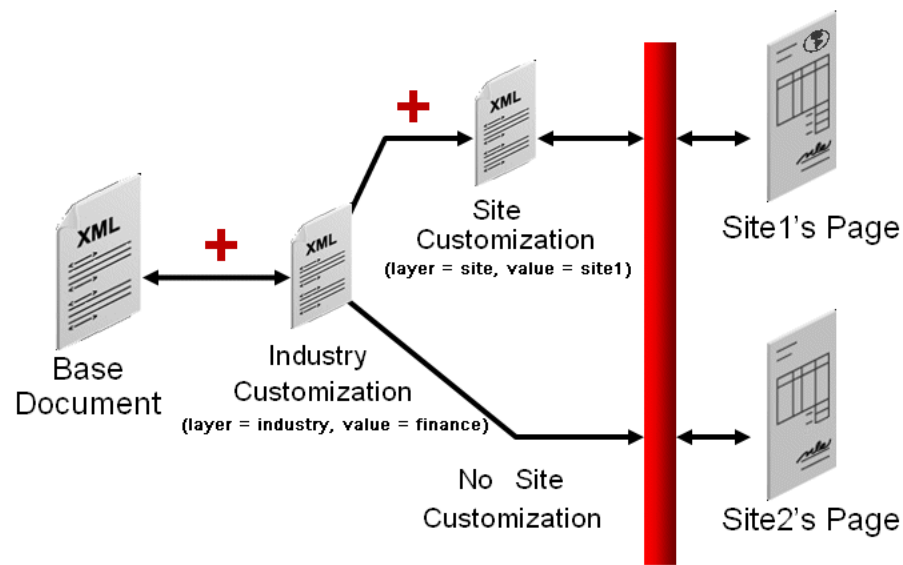 XML
Site
Customization
(layer = site, value = site1)
Site1's Page
XML
Base
Document
XML
Industry
Customization
(layer = industry, value = finance)
No Site
Customization
Site2's Page